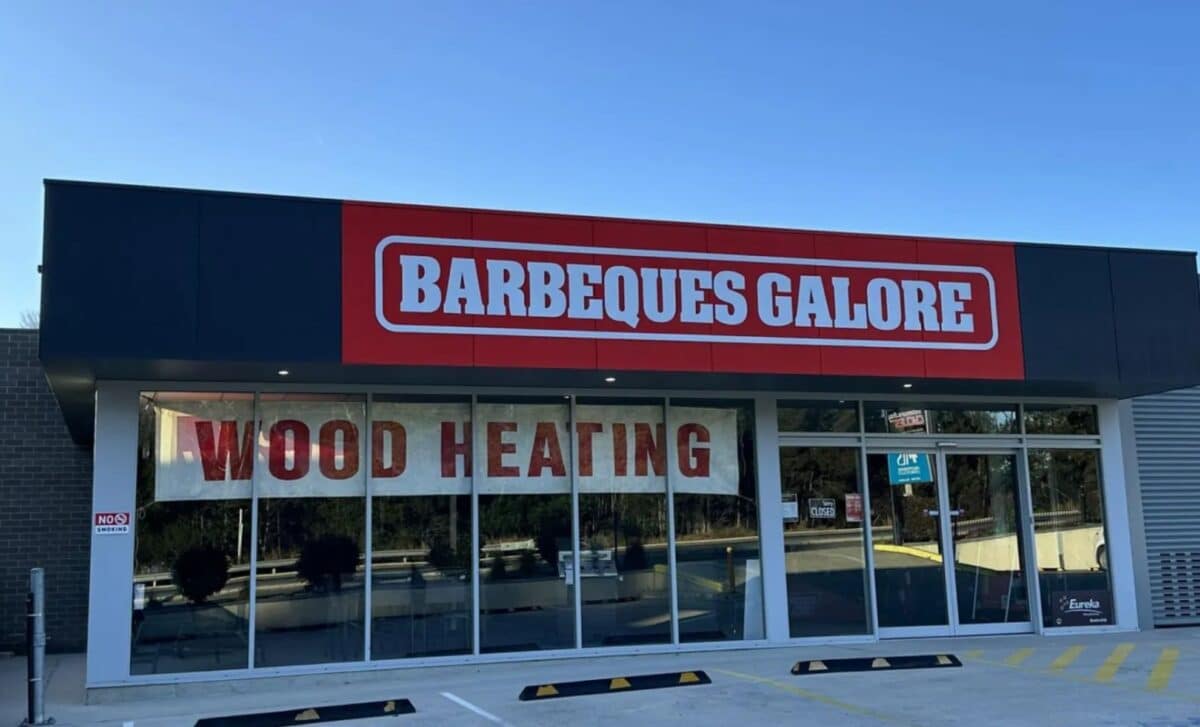 BARBEQUES GALORE
WOOD HEATING
NO
SMOKING
CLOSED
Eureka